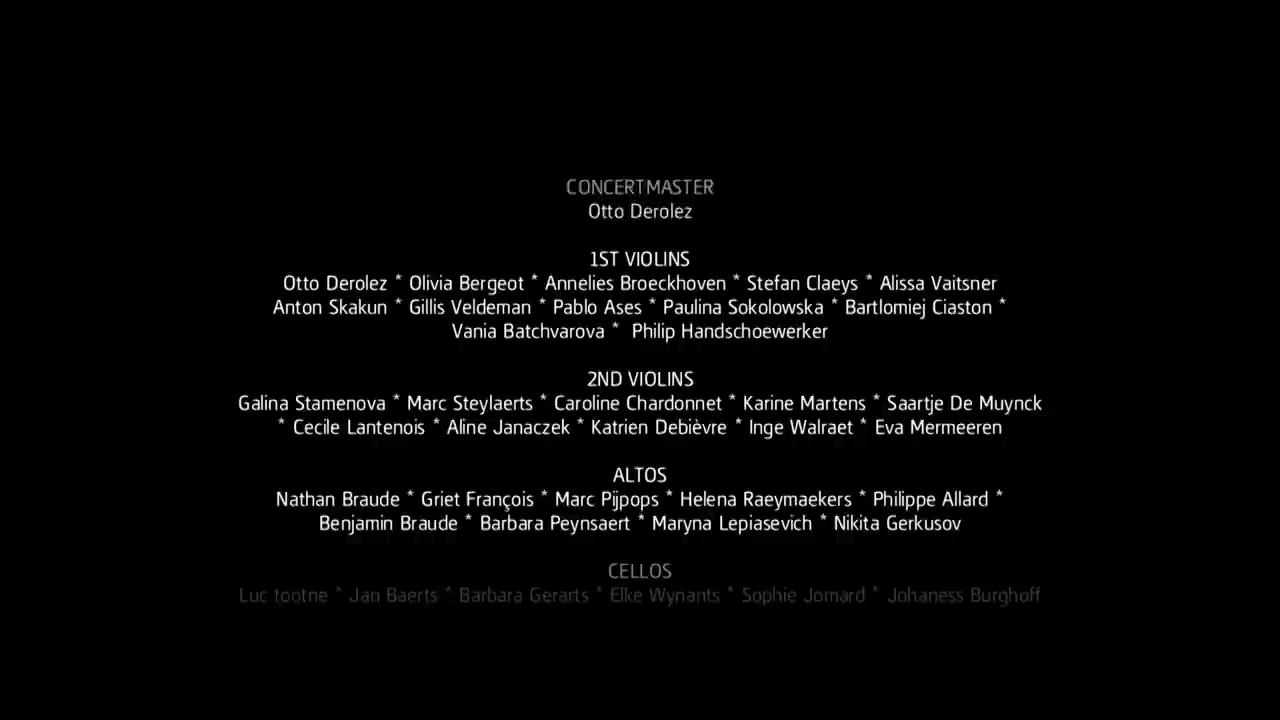 CONCERTMASTER
Otto Derolez
1ST VIOLINS
Otto Derolez * Olivia Bergeot * Annelies Broeckhoven * Stefan Claeys * Alissa Vaitsner
Anton Skakun * Gillis Veldeman * Pablo Ases * Paulina Sokolowska * Bartlomiej Ciaston *
Vania Batchvarova * Philip Handschoewerker
2ND VIOLINS
Galina Stamenova * Marc Steylaerts * Caroline Chardonnet * Karine Martens * Saartje De Muynck
* Cecile Lantenois * Aline Janaczek * Katrien Debièvre * Inge Walraet * Eva Mermeeren
ALTOS
Nathan Braude * Griet François * Marc Pijpops * Helena Raeymaekers * Philippe Allard *
Benjamin Braude * Barbara Peynsaert * Maryna Lepiasevich * Nikita Gerkusov
CELLOS
Luc tootne * Jan Baerts * Barbara Gerarts * Elke Wynants * Sophie Jomard * Johaness Burghoff